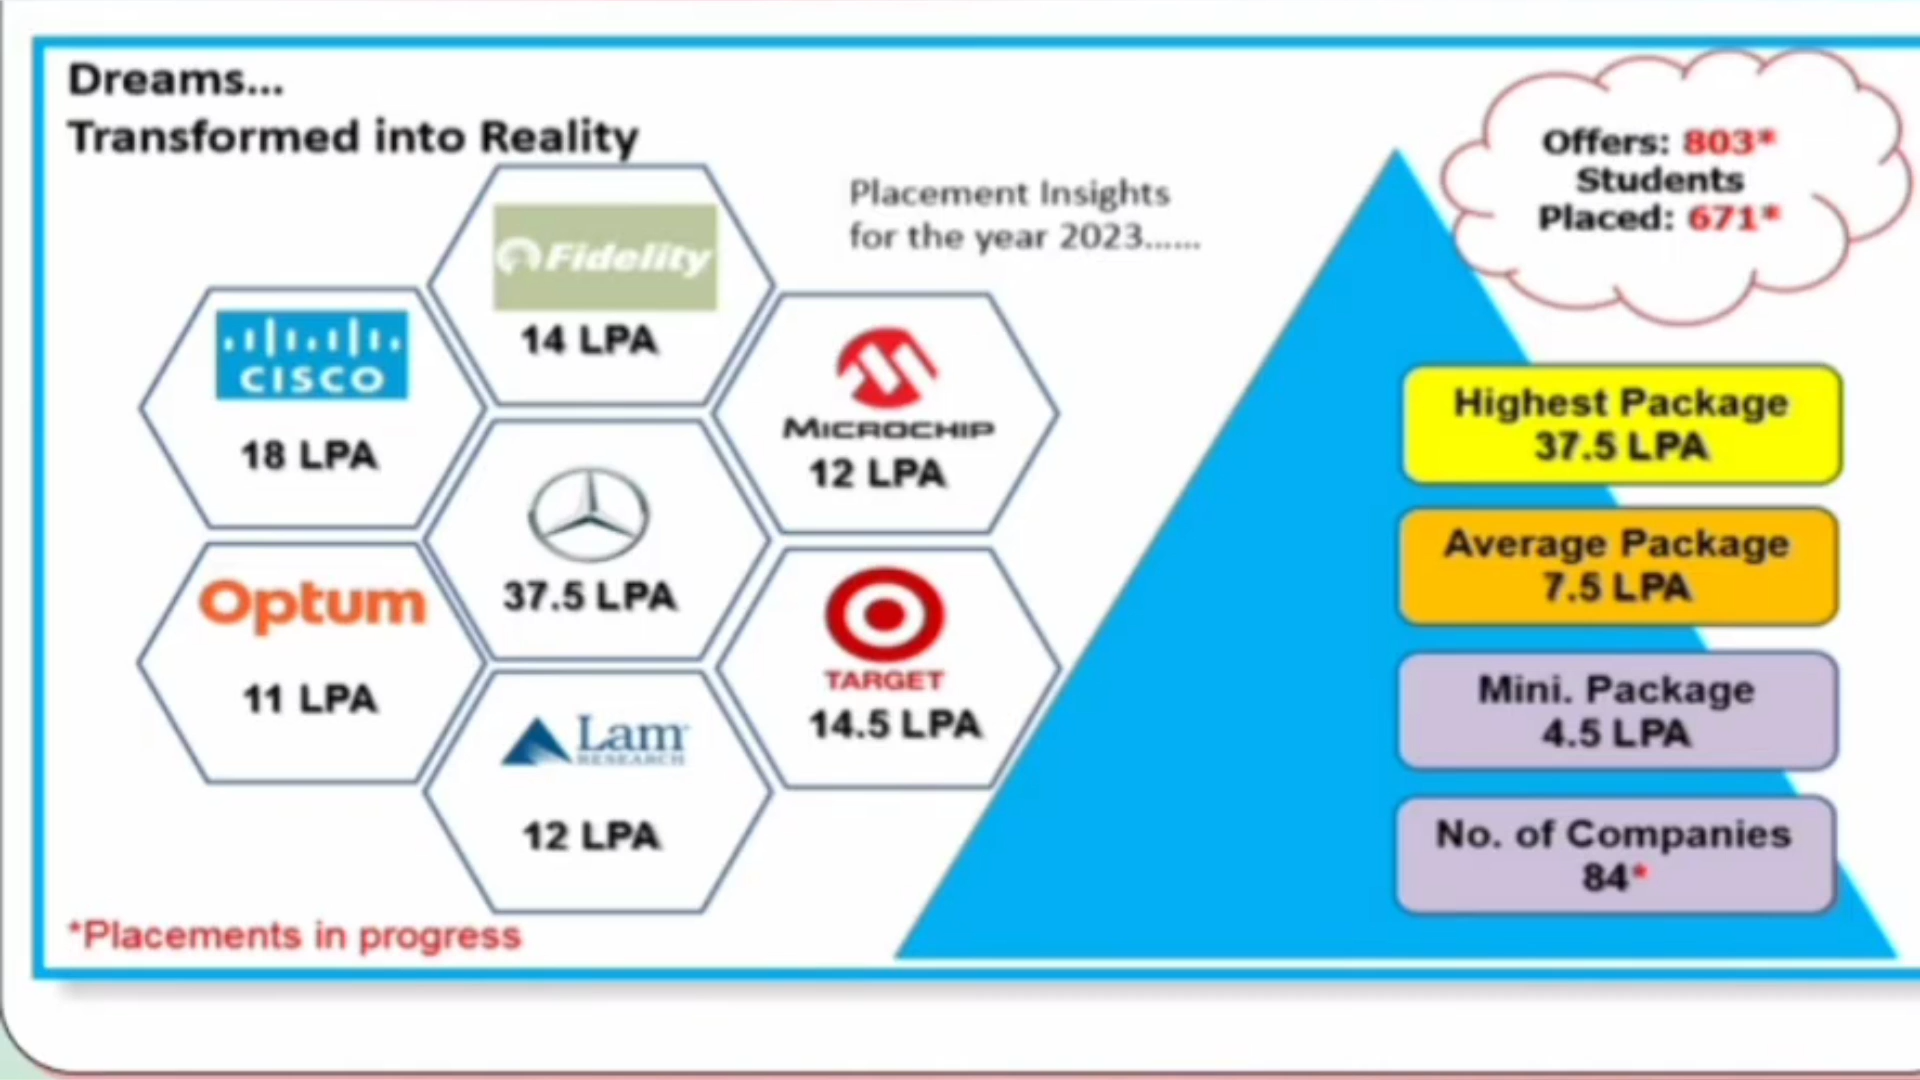 Dreams...
Transformed into Reality
Placement Insights
for the year 2023......
Fidelity
14 LPA
CISCO
18 LPA
MICROCHIP
12 LPA
37.5 LPA
Optum
11 LPA
TARGET
14.5 LPA
Lam
RESEARCH
12 LPA
*Placements in progress
Offers: 803*
Students
Placed: 671*
Highest Package
37.5 LPA
Average Package
7.5 LPA
Mini. Package
4.5 LPA
No. of Companies
84*